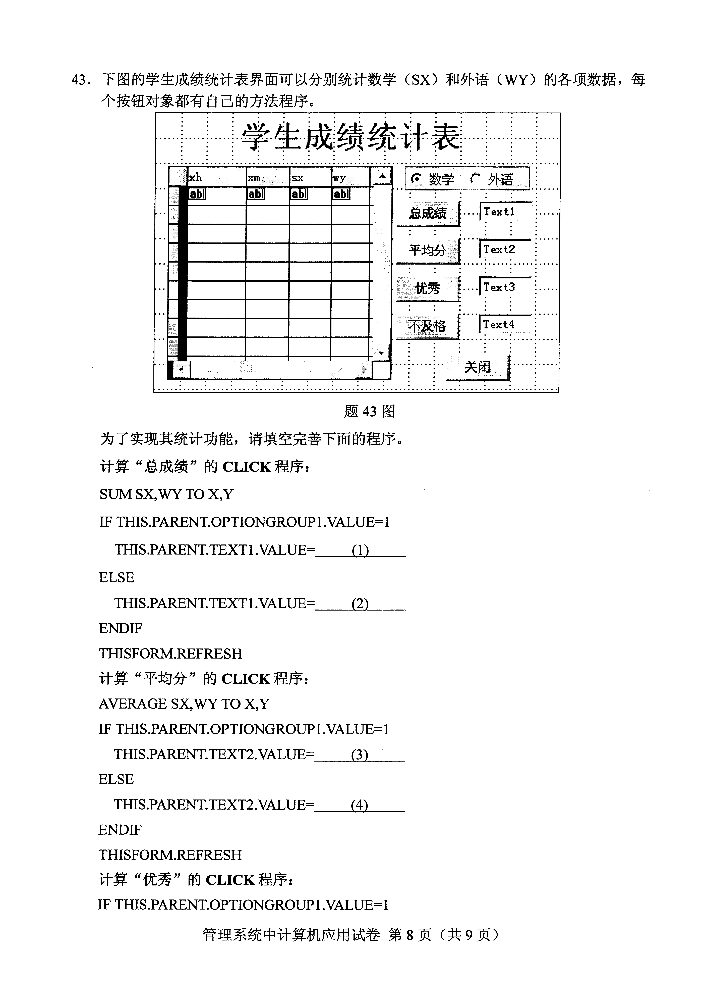 43. 下图的学生成绩统计表界面可以分别统计数学（SX）和外语（WY）的各项数据，每
个按钮对象都有自己的方法程序。
学生成绩统计表
xh xm sx wy
abl abl abl abl
数学 外语
总成绩 Text1
平均分 Text2
优秀 Text3
不及格 Text4
关闭
题 43 图
为了实现其统计功能，请填空完善下面的程序。
计算“总成绩”的 CLICK 程序：
SUM SX,WY TO X,Y
IF THIS.PARENT.OPTIONGROUP1.VALUE=1
THIS.PARENT.TEXT1.VALUE=_____(1)_____
ELSE
THIS.PARENT.TEXT1.VALUE=_____(2)_____
ENDIF
THISFORM.REFRESH
计算“平均分”的 CLICK 程序：
AVERAGE SX,WY TO X,Y
IF THIS.PARENT.OPTIONGROUP1.VALUE=1
THIS.PARENT.TEXT2.VALUE=_____(3)_____
ELSE
THIS.PARENT.TEXT2.VALUE=_____(4)_____
ENDIF
THISFORM.REFRESH
计算“优秀”的 CLICK 程序：
IF THIS.PARENT.OPTIONGROUP1.VALUE=1
管理系统中计算机应用试卷 第 8 页（共 9 页）